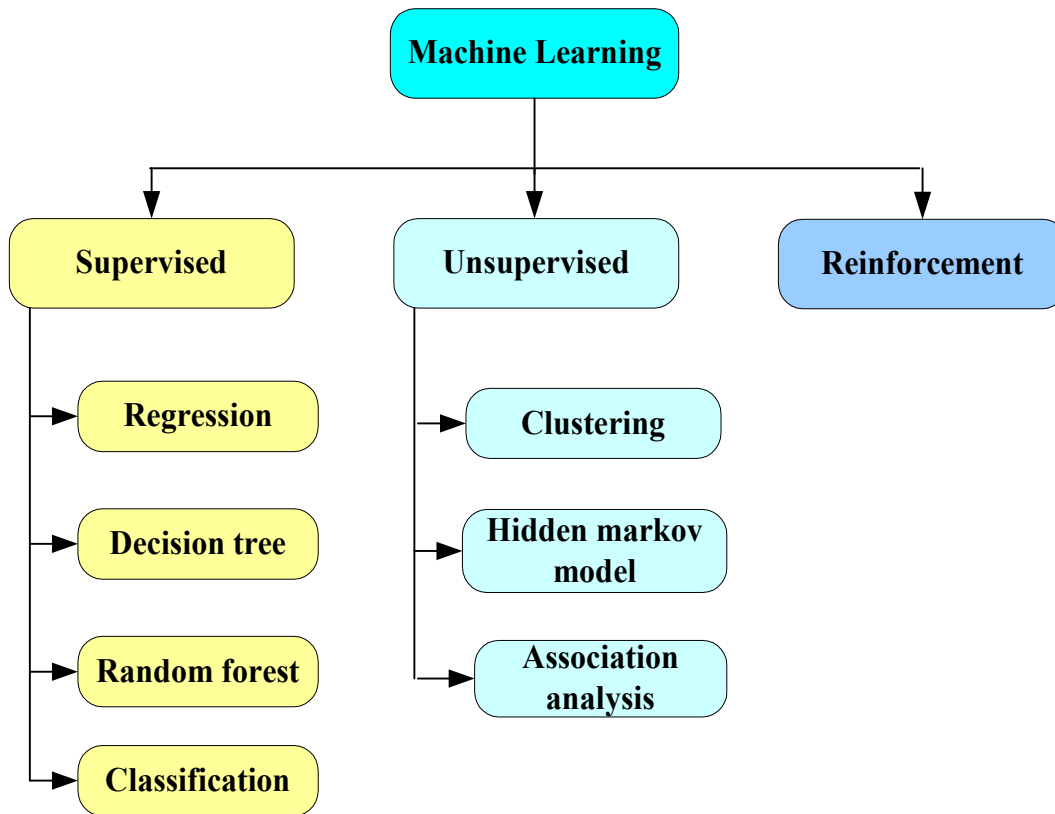 Machine Learning
Supervised
Unsupervised
Reinforcement
Regression
Decision tree
Random forest
Classification
Clustering
Hidden markov
model
Association
analysis